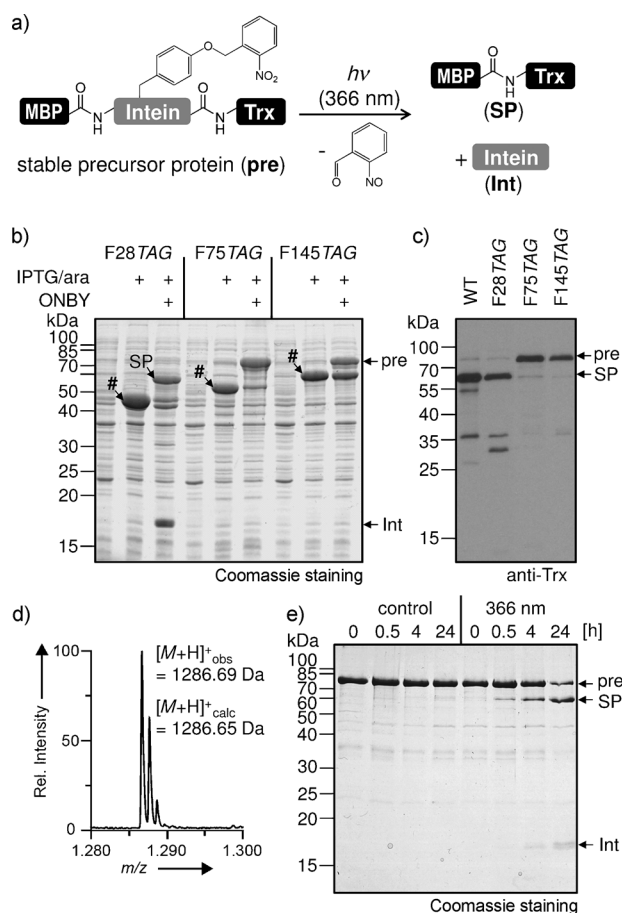 a)
O
NO₂
MBP
O
N
H
Intein
O
N
H
Trx
stable precursor protein (pre)
hν
(366 nm)
-
O
NO
MBP
O
N
H
Trx
(SP)
+ Intein
(Int)
b)
F28TAG F75TAG F145TAG
IPTG/ara + + + + + +
ONBY + + +
kDa
100
85
70
60
50
40
30
25
20
15
#
SP
#
#
pre
Int
Coomassie staining
c)
WT
F28TAG
F75TAG
F145TAG
kDa
100
70
55
35
25
15
pre
SP
anti-Trx
d)
Rel. Intensity
100
50
0
[M+H]⁺obs
= 1286.69 Da
[M+H]⁺calc
= 1286.65 Da
1.280 1.290 1.300
m/z
e)
control 366 nm
0 0.5 4 24 0 0.5 4 24 [h]
kDa
100
85
70
60
50
40
30
25
20
15
pre
SP
Int
Coomassie staining